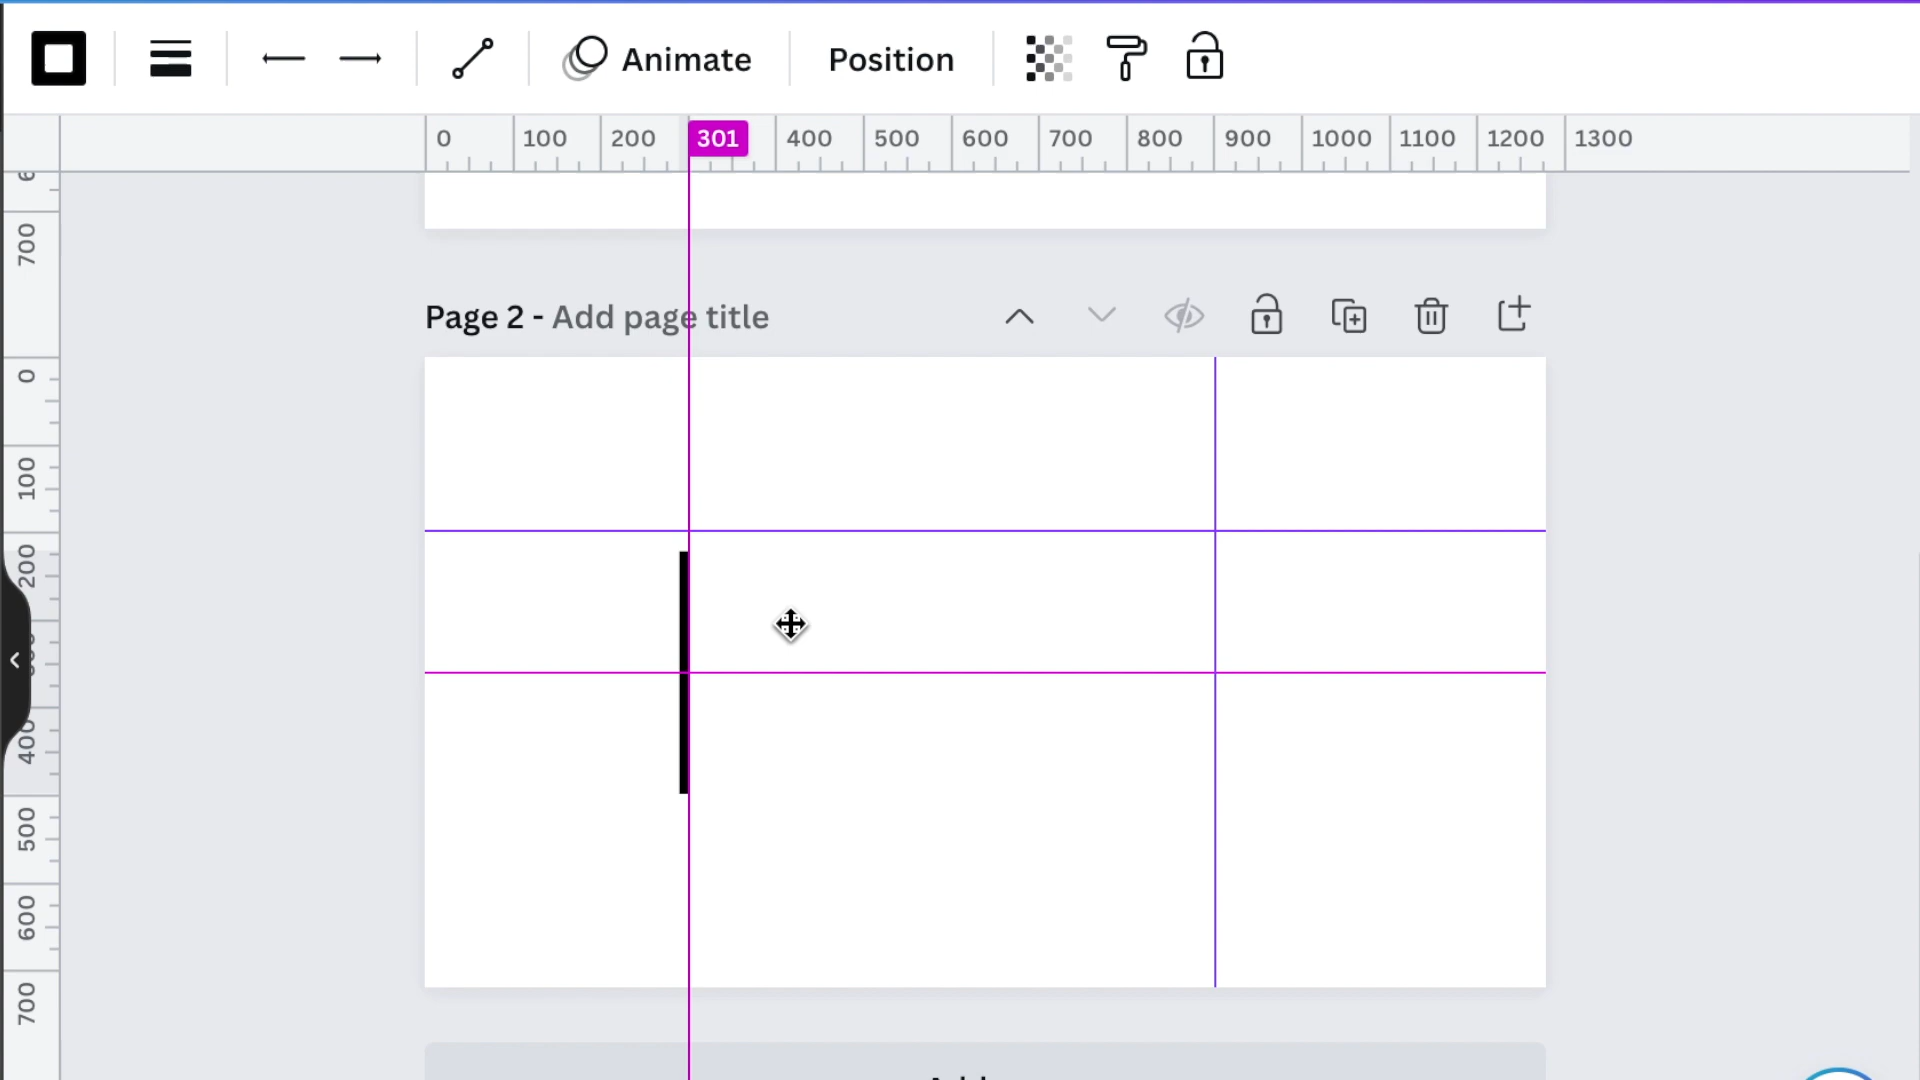 Animate Position
0 100 200 301 400 500 600 700 800 900 1000 1100 1200 1300
700
Page 2 - Add page title
0
100
200
400
500
600
700